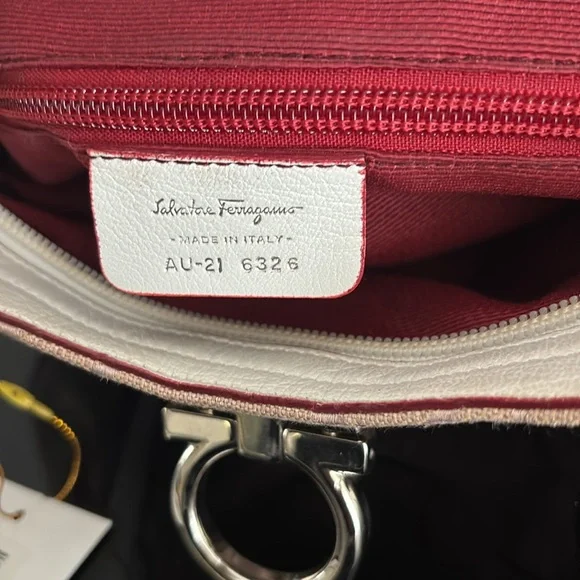 Salvatore Ferragamo
- MADE IN ITALY -
AU-21 6326